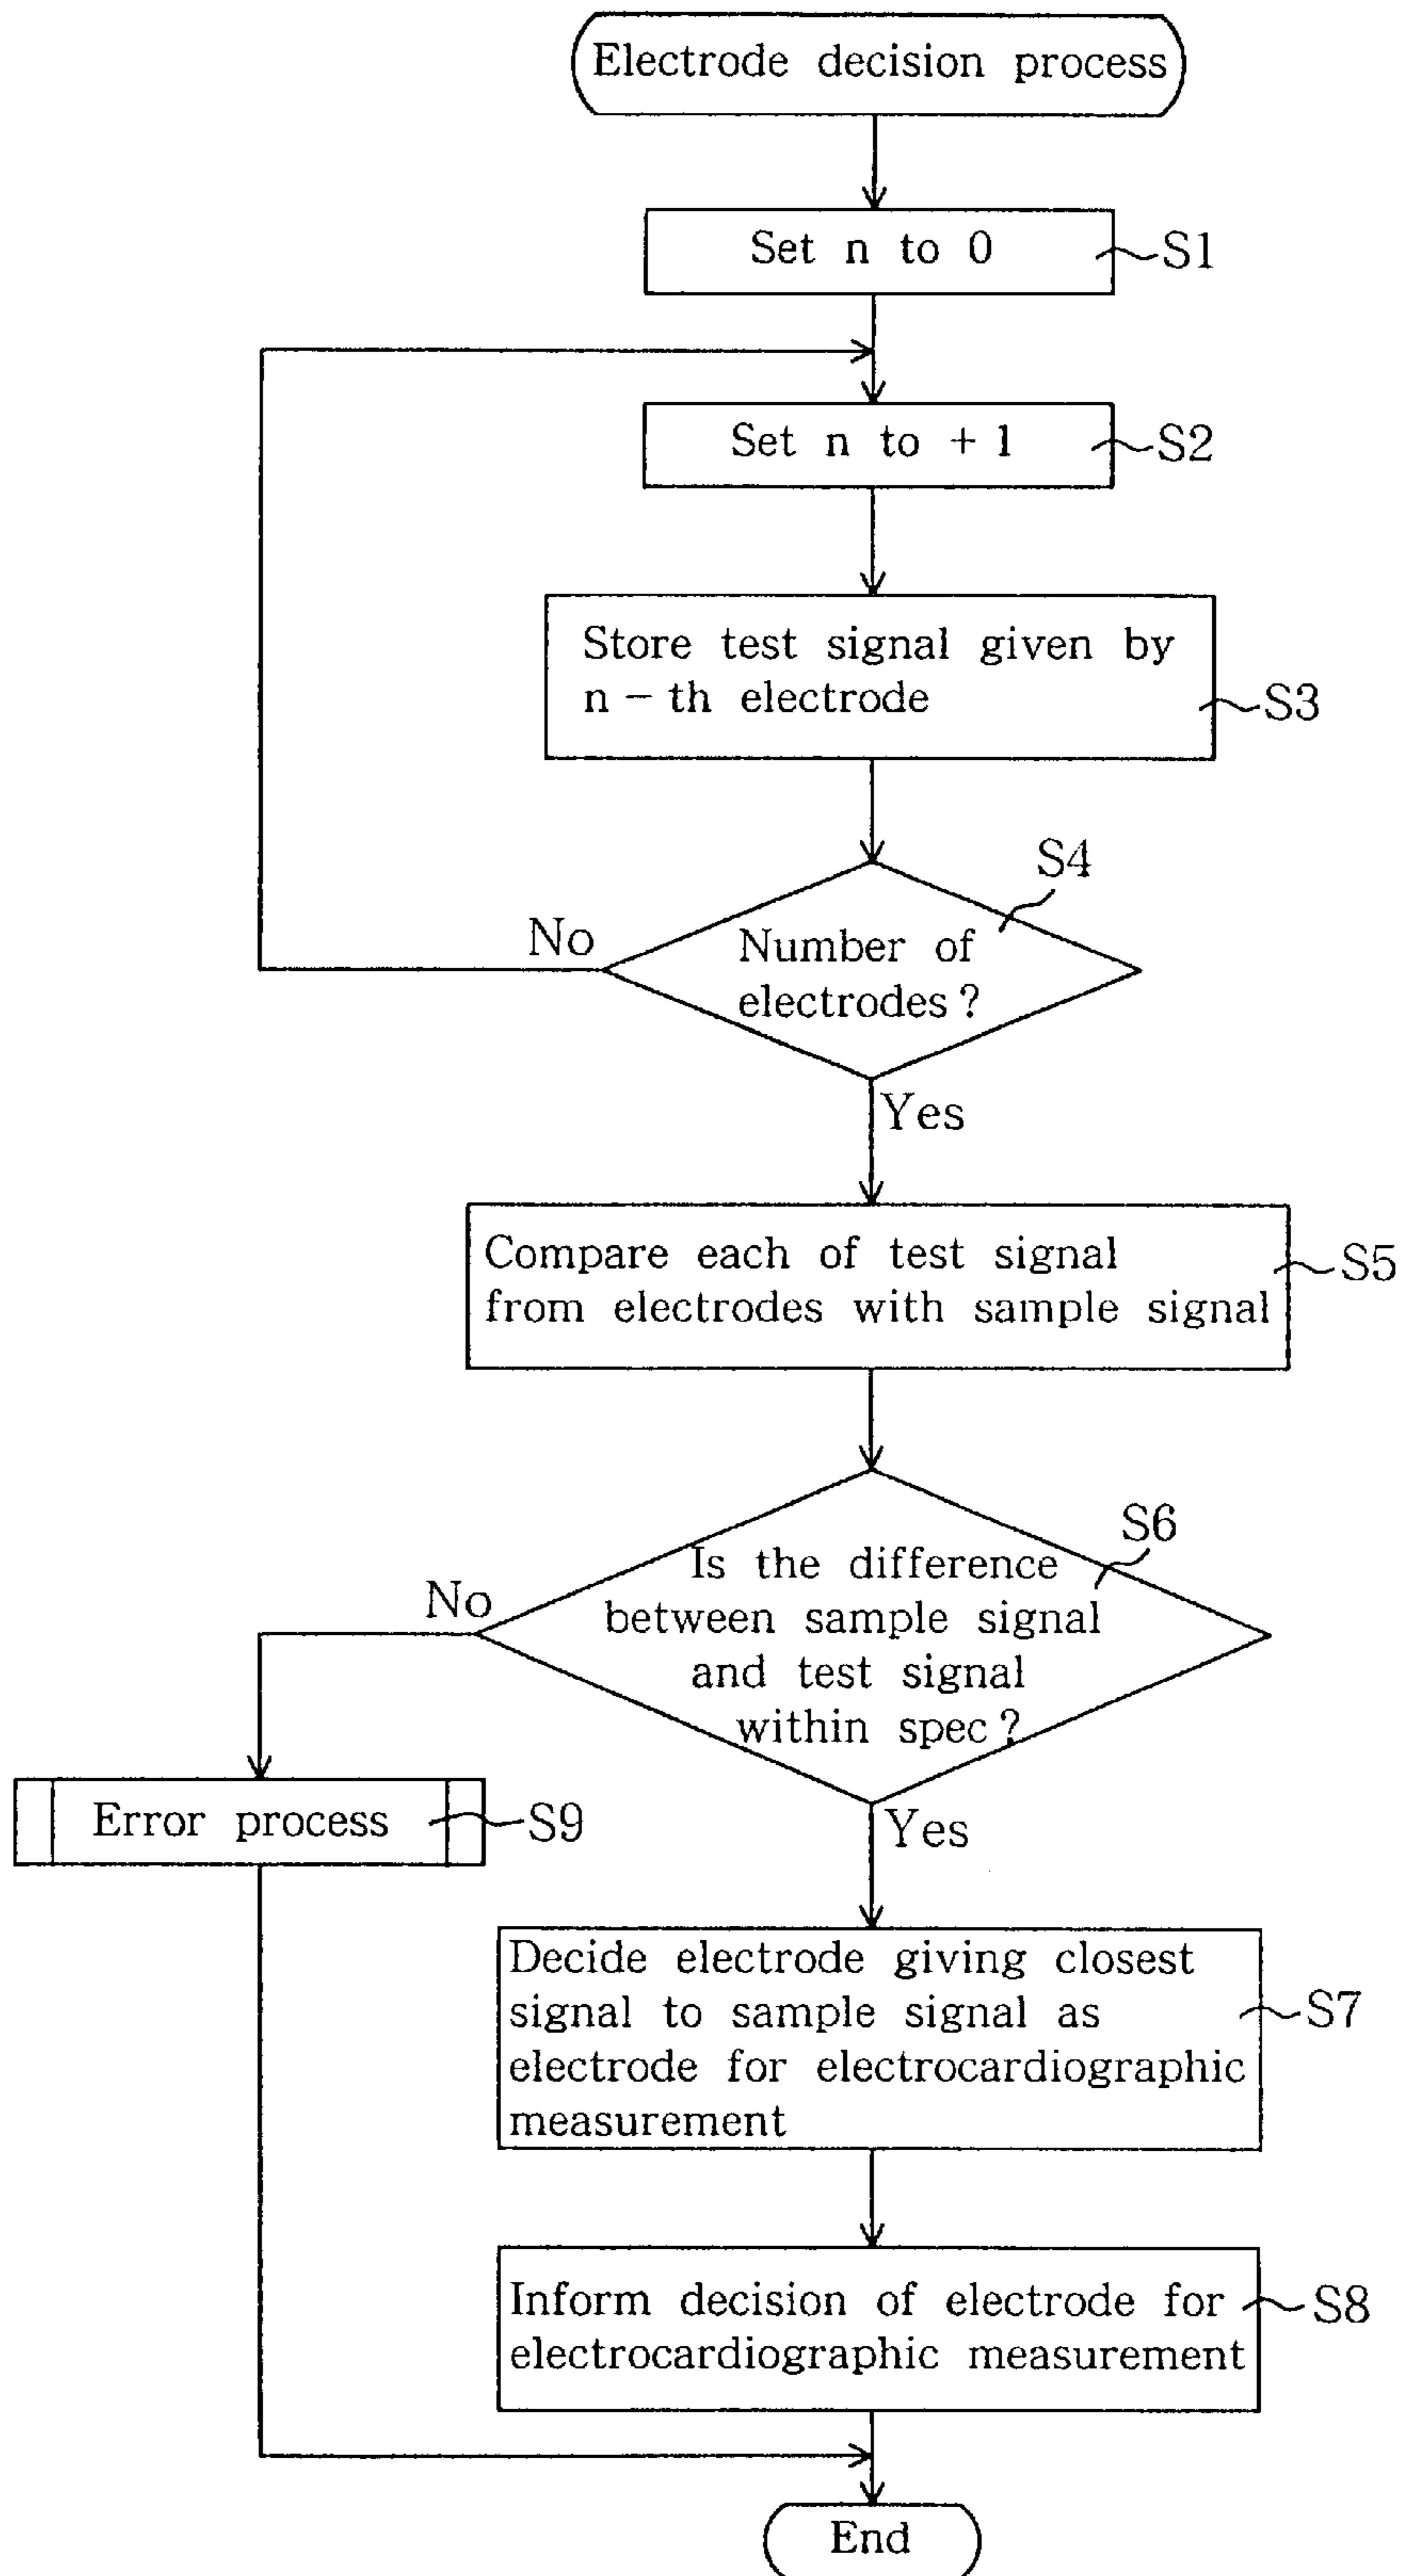 Electrode decision process
Set n to 0
S1
Set n to + 1
S2
Store test signal given by
n - th electrode
S3
S4
No
Number of
electrodes ?
Yes
Compare each of test signal
from electrodes with sample signal
S5
S6
No
Is the difference
between sample signal
and test signal
within spec ?
Yes
Error process
S9
Decide electrode giving closest
signal to sample signal as
electrode for electrocardiographic
measurement
S7
Inform decision of electrode for
electrocardiographic measurement
S8
End